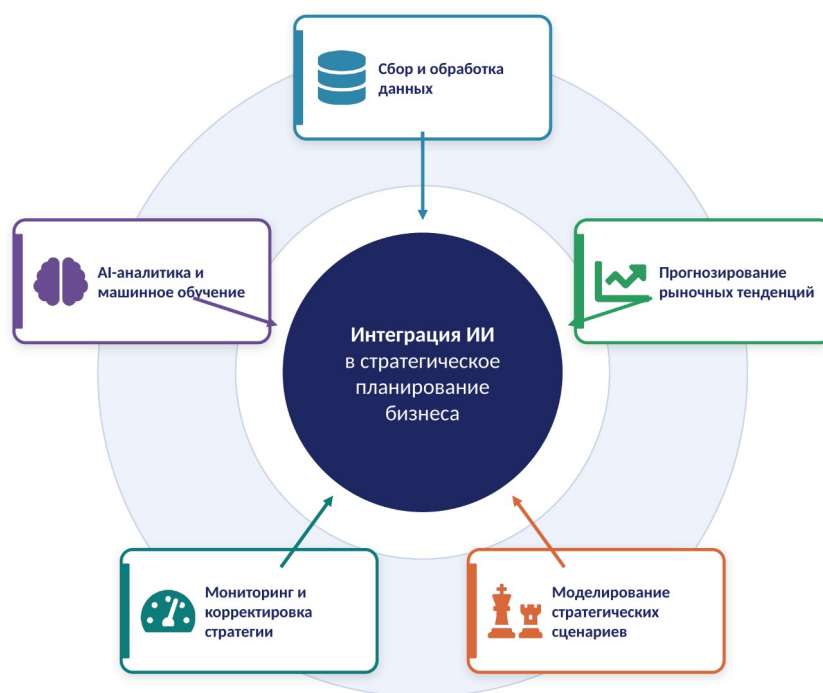 Сбор и обработка
данных
AI-аналитика и
машинное обучение
Прогнозирование
рыночных тенденций
Интеграция ИИ
в стратегическое
планирование
бизнеса
Мониторинг и
корректировка
стратегии
Моделирование
стратегических
сценариев